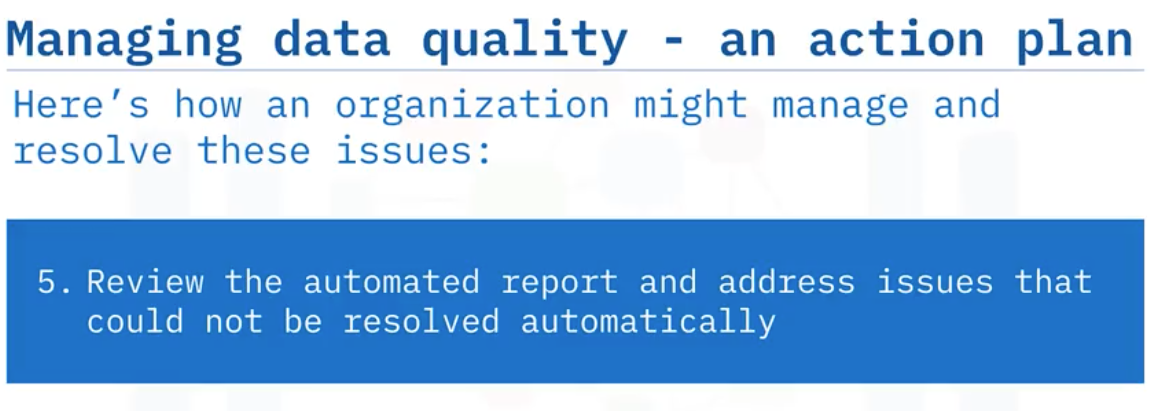 Managing data quality - an action plan
Here’s how an organization might manage and
resolve these issues:
5. Review the automated report and address issues that
could not be resolved automatically